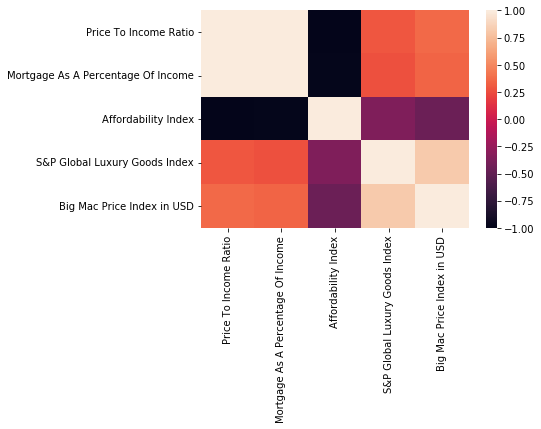 Price To Income Ratio
Mortgage As A Percentage Of Income
Affordability Index
S&P Global Luxury Goods Index
Big Mac Price Index in USD
Price To Income Ratio
Mortgage As A Percentage Of Income
Affordability Index
S&P Global Luxury Goods Index
Big Mac Price Index in USD
1.00
0.75
0.50
0.25
0.00
−0.25
−0.50
−0.75
−1.00